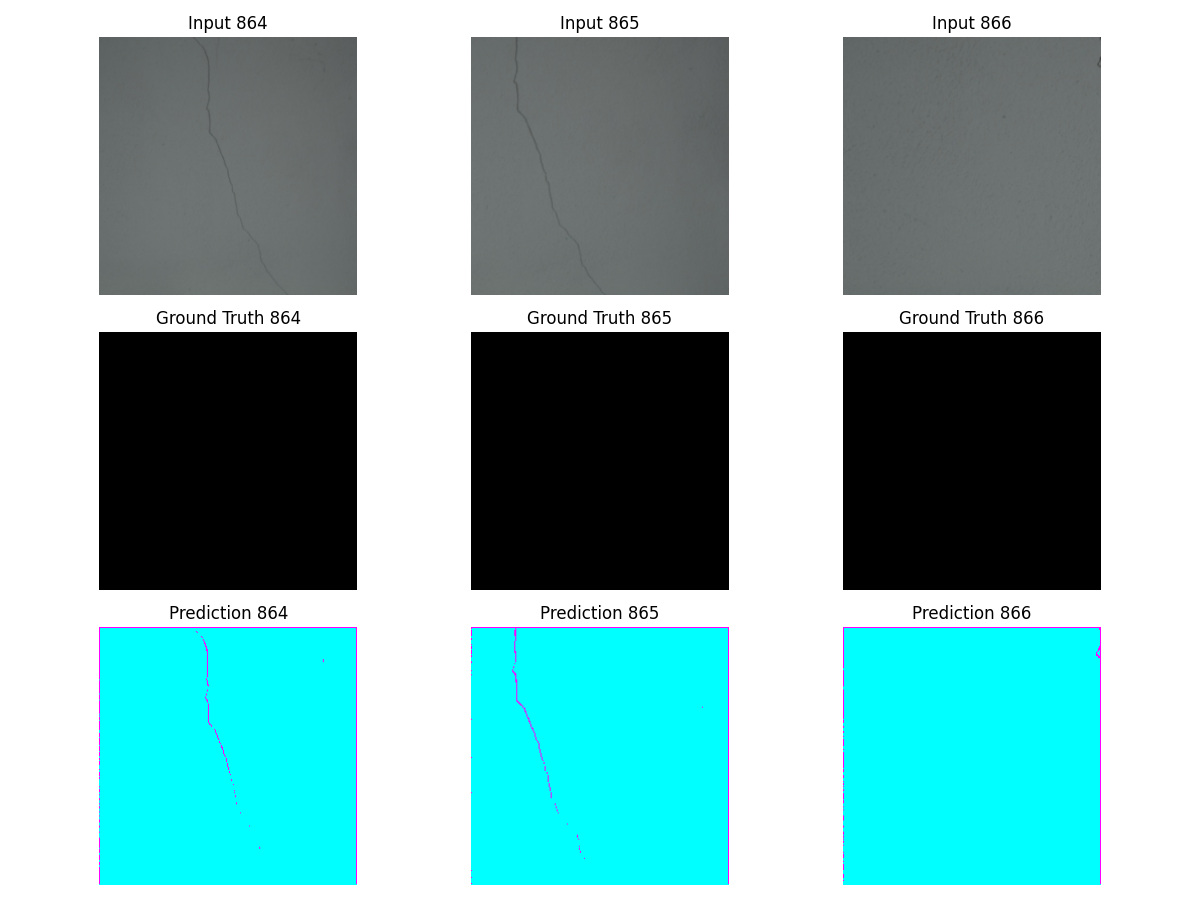 Input 864
Input 865
Input 866
Ground Truth 864
Ground Truth 865
Ground Truth 866
Prediction 864
Prediction 865
Prediction 866